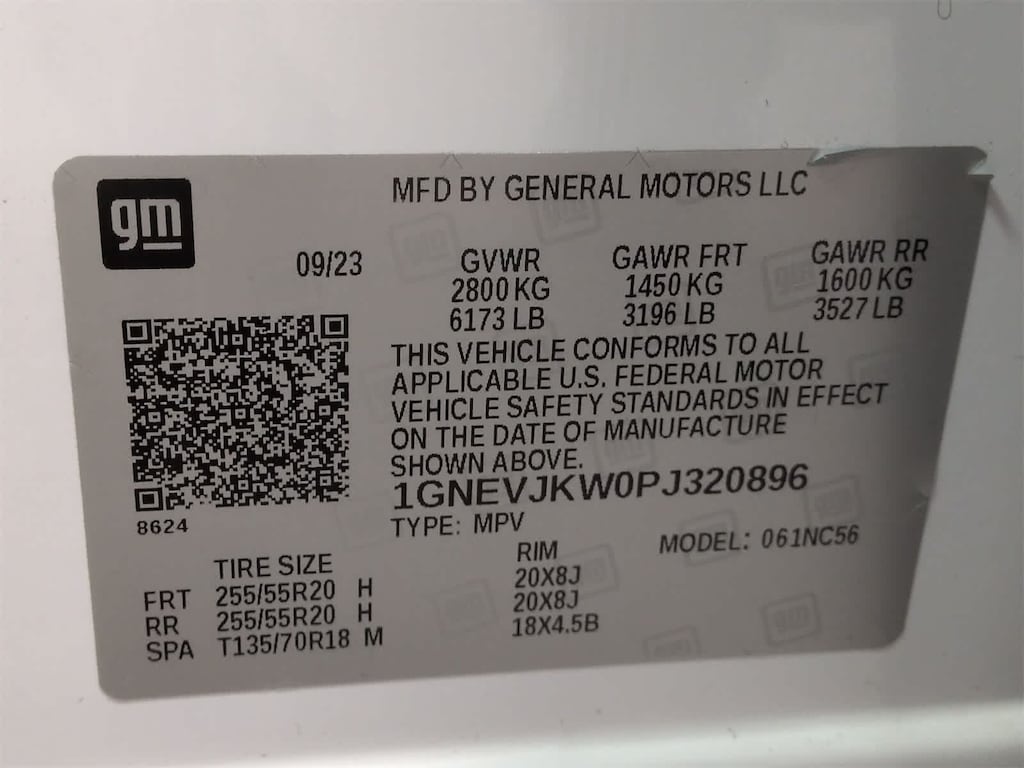 gm
MFD BY GENERAL MOTORS LLC
09/23 GVWR GAWR FRT GAWR RR
2800 KG 1450 KG 1600 KG
6173 LB 3196 LB 3527 LB
THIS VEHICLE CONFORMS TO ALL
APPLICABLE U.S. FEDERAL MOTOR
VEHICLE SAFETY STANDARDS IN EFFECT
ON THE DATE OF MANUFACTURE
SHOWN ABOVE.
1GNEVJKW0PJ320896
8624
TYPE: MPV
MODEL: 061NC56
TIRE SIZE RIM
FRT 255/55R20 H 20X8J
RR 255/55R20 H 20X8J
SPA T135/70R18 M 18X4.5B